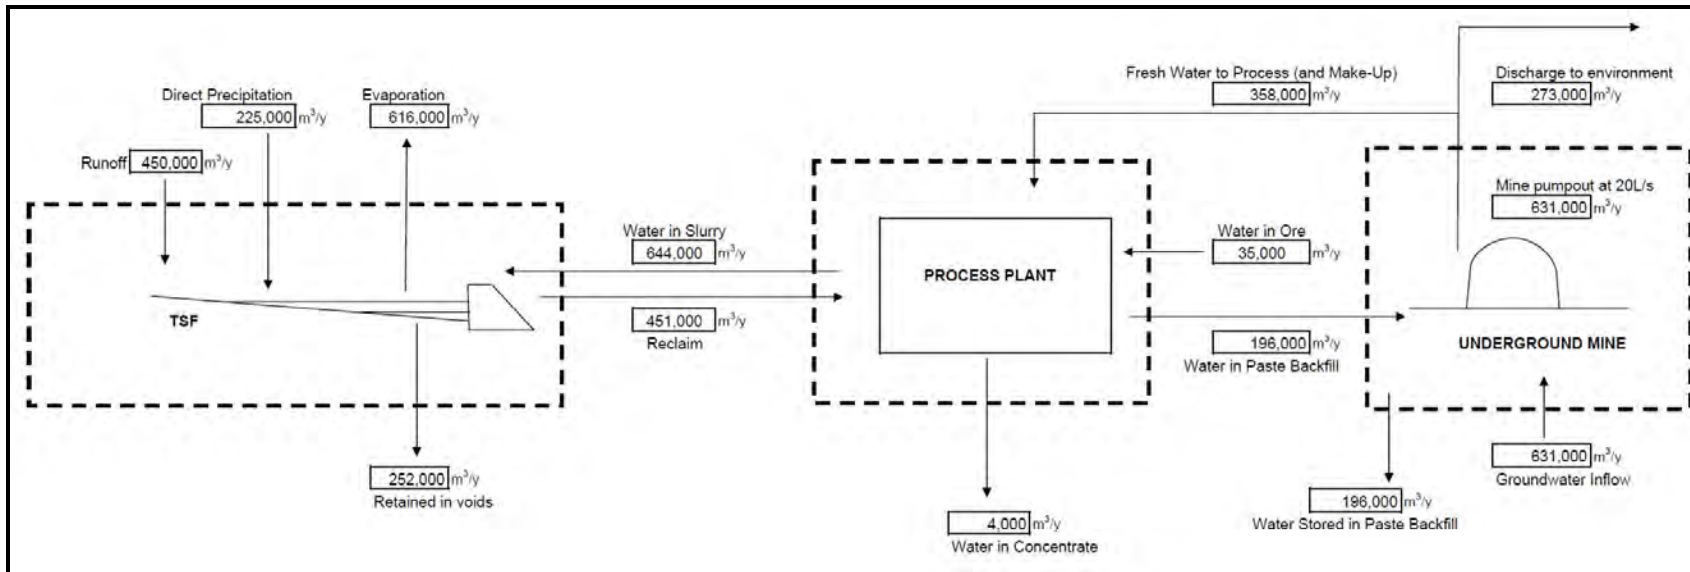 Fresh Water to Process (and Make-Up)
358,000 m³/y
Discharge to environment
273,000 m³/y
Direct Precipitation
225,000 m³/y
Evaporation
616,000 m³/y
Runoff 450,000 m³/y
Mine pumpout at 20L/s
631,000 m³/y
Water in Slurry
644,000 m³/y
Water in Ore
35,000 m³/y
PROCESS PLANT
TSF
451,000 m³/y
Reclaim
196,000 m³/y
Water in Paste Backfill
UNDERGROUND MINE
252,000 m³/y
Retained in voids
631,000 m³/y
Groundwater Inflow
196,000 m³/y
Water Stored in Paste Backfill
4,000 m³/y
Water in Concentrate